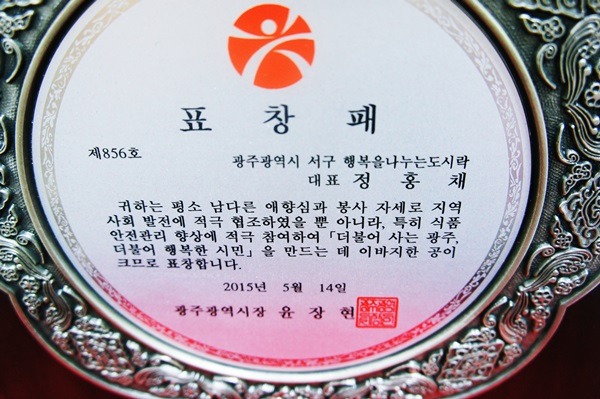 표 창 패
제856호
광주광역시 서구 행복을나누는도시락
대표 정 홍 채
귀하는 평소 남다른 애향심과 봉사 자세로 지역
사회 발전에 적극 협조하였을 뿐 아니라, 특히 식품
안전관리 향상에 적극 참여하여 「더불어 사는 광주,
더불어 행복한 시민」을 만드는 데 이바지한 공이
크므로 표창합니다.
2015년 5월 14일
광주광역시장 윤 장 현